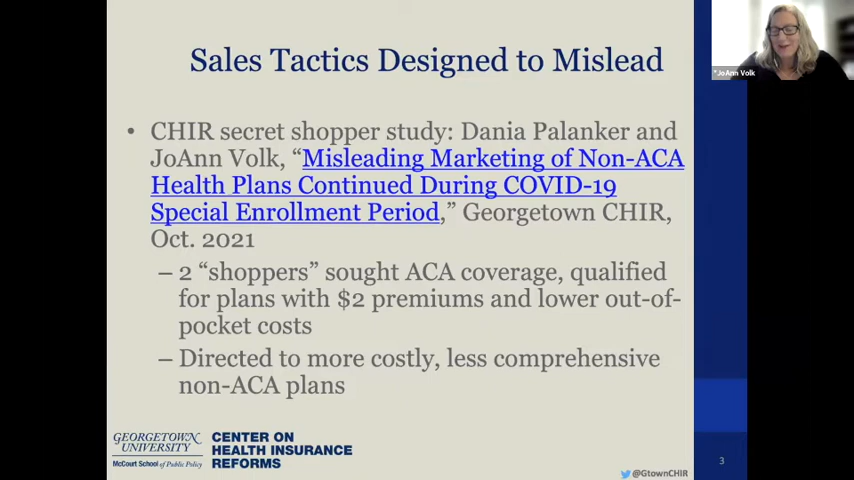 Sales Tactics Designed to Mislead
*JoAnn Volk
• CHIR secret shopper study: Dania Palanker and
JoAnn Volk, “Misleading Marketing of Non-ACA
Health Plans Continued During COVID-19
Special Enrollment Period,” Georgetown CHIR,
Oct. 2021
– 2 “shoppers” sought ACA coverage, qualified
for plans with $2 premiums and lower out-of-
pocket costs
– Directed to more costly, less comprehensive
non-ACA plans
GEORGETOWN
UNIVERSITY
McCourt School of Public Policy
CENTER ON
HEALTH INSURANCE
REFORMS
@GtownCHIR
3